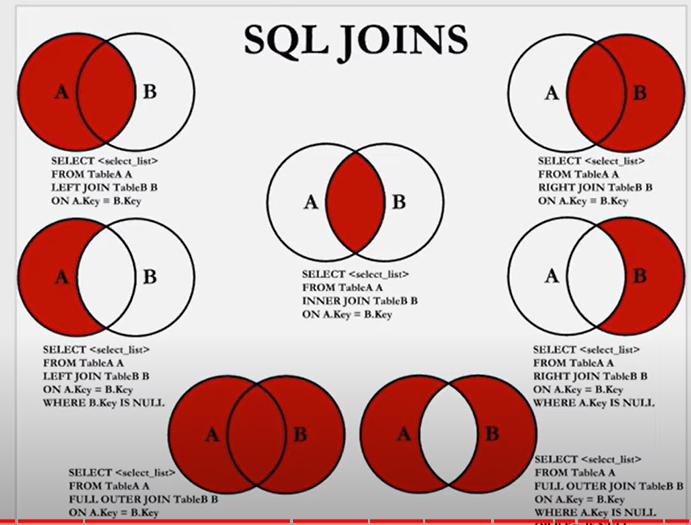 SQL JOINS
A B
SELECT <select_list>
FROM TableA A
LEFT JOIN TableB B
ON A.Key = B.Key
A B
SELECT <select_list>
FROM TableA A
RIGHT JOIN TableB B
ON A.Key = B.Key
A B
SELECT <select_list>
FROM TableA A
INNER JOIN TableB B
ON A.Key = B.Key
A B
SELECT <select_list>
FROM TableA A
LEFT JOIN TableB B
ON A.Key = B.Key
WHERE B.Key IS NULL
A B
SELECT <select_list>
FROM TableA A
RIGHT JOIN TableB B
ON A.Key = B.Key
WHERE A.Key IS NULL
A B
SELECT <select_list>
FROM TableA A
FULL OUTER JOIN TableB B
ON A.Key = B.Key
A B
SELECT <select_list>
FROM TableA A
FULL OUTER JOIN TableB B
ON A.Key = B.Key
WHERE A.Key IS NULL